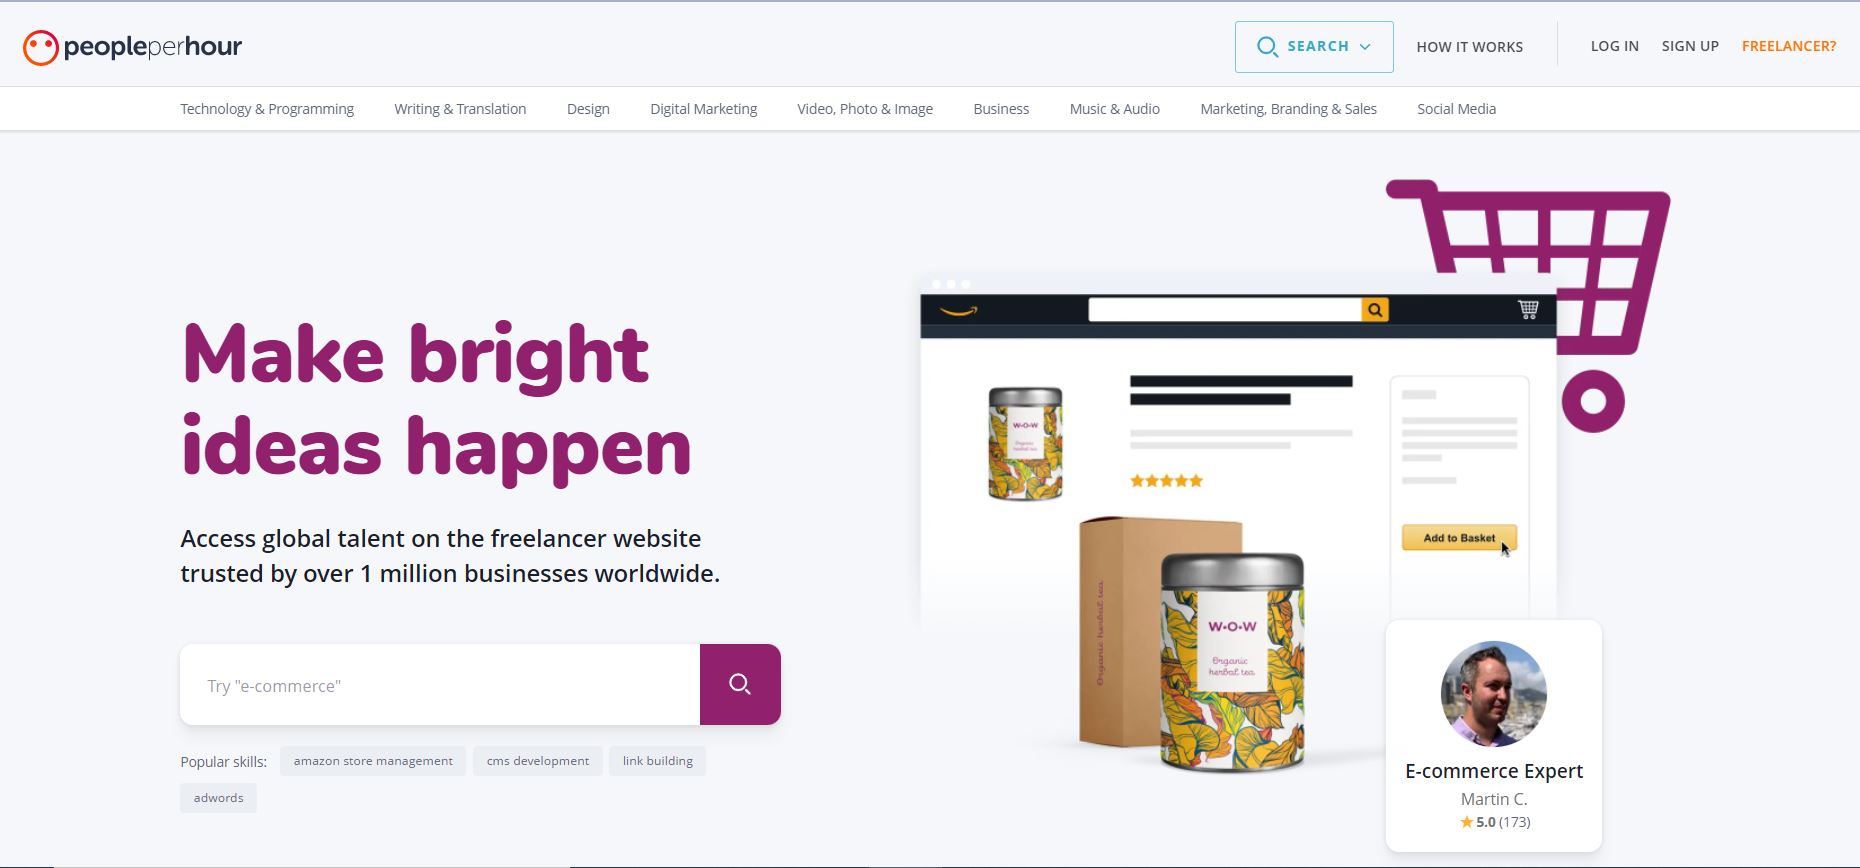 peopleperhour
SEARCH
HOW IT WORKS
LOG IN
SIGN UP
FREELANCER?
Technology & Programming
Writing & Translation
Design
Digital Marketing
Video, Photo & Image
Business
Music & Audio
Marketing, Branding & Sales
Social Media
Make bright
ideas happen
Access global talent on the freelancer website
trusted by over 1 million businesses worldwide.
Try "e-commerce"
Popular skills:
amazon store management
cms development
link building
adwords
W•O•W
Organic
herbal tea
Add to Basket
Organic herbal tea
W•O•W
Organic
herbal tea
E-commerce Expert
Martin C.
5.0 (173)